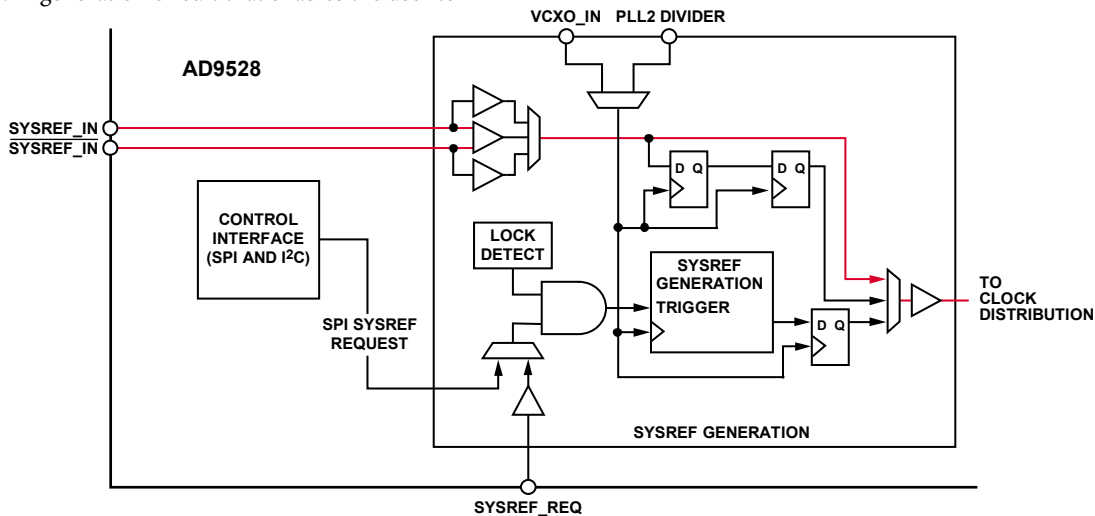 VCXO_IN PLL2 DIVIDER
AD9528
SYSREF_IN
SYSREF_IN
D Q
D Q
CONTROL
INTERFACE
(SPI AND I²C)
LOCK
DETECT
SYSREF
GENERATION
TRIGGER
TO
CLOCK
DISTRIBUTION
D Q
SPI SYSREF
REQUEST
SYSREF GENERATION
SYSREF_REQ